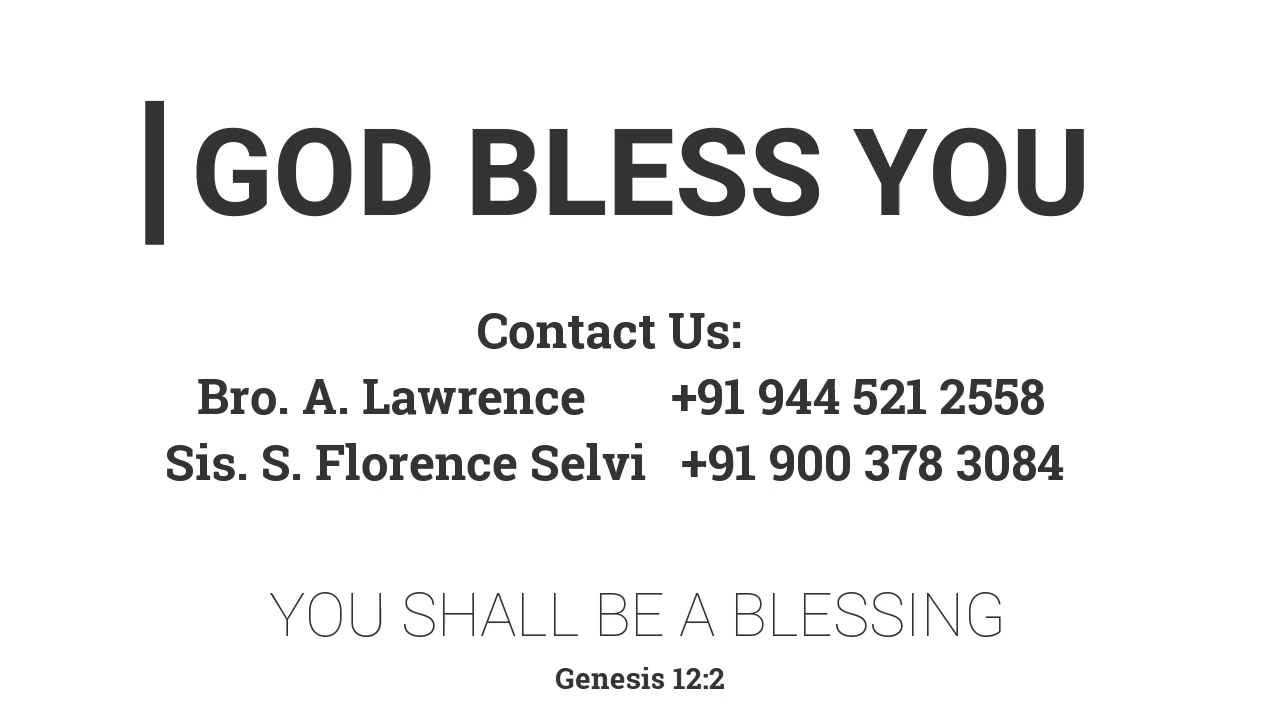 GOD BLESS YOU
Contact Us:
Bro. A. Lawrence +91 944 521 2558
Sis. S. Florence Selvi +91 900 378 3084
YOU SHALL BE A BLESSING
Genesis 12:2